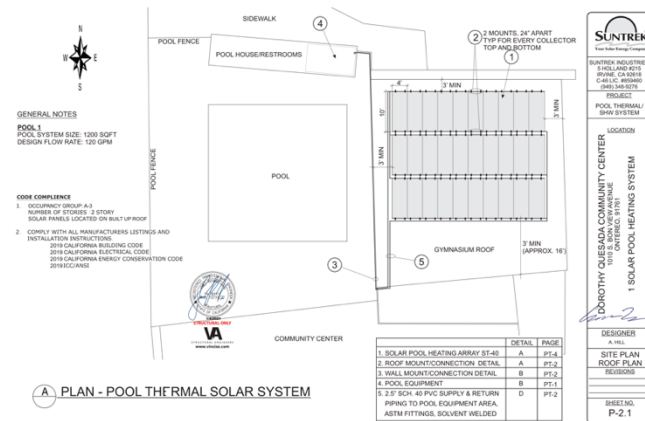 SIDEWALK
POOL FENCE
POOL HOUSE/RESTROOMS
4
2
2 MOUNTS, 24" APART
TYP FOR EVERY COLLECTOR
TOP AND BOTTOM
1
N
W E
S
4'
3' MIN
3' MIN
10'
3' MIN
GENERAL NOTES
POOL 1
POOL SYSTEM SIZE: 1200 SQFT
DESIGN FLOW RATE: 120 GPM
POOL FENCE
POOL
CODE COMPLIENCE
1. OCCUPANCY GROUP: A-3
NUMBER OF STORIES : 2 STORY
SOLAR PANELS LOCATED ON BUILT UP ROOF
2. COMPLY WITH ALL MANUFACTURERS LISTINGS AND
INSTALLATION INSTRUCTIONS.
2019 CALIFORNIA BUILDING CODE
2019 CALIFORNIA ELECTRICAL CODE
2019 CALIFORNIA ENERGY CONSERVATION CODE
2019 ICC/ANSI
GYMNASIUM ROOF
3' MIN
(APPROX. 16')
3
5
STRUCTURAL ONLY
VA
STRUCTURAL ENGINEERS
www.vincise.com
COMMUNITY CENTER
DETAIL PAGE
1. SOLAR POOL HEATING ARRAY ST-40 A PT-4
2. ROOF MOUNT/CONNECTION DETAIL A PT-2
3. WALL MOUNT/CONNECTION DETAIL B PT-2
4. POOL EQUIPMENT B PT-1
5. 2.5" SCH. 40 PVC SUPPLY & RETURN D PT-2
PIPING TO POOL EQUIPMENT AREA,
ASTM FITTINGS, SOLVENT WELDED
A PLAN - POOL THERMAL SOLAR SYSTEM
SUNTREK
Your Solar Energy Company
SUNTREK INDUSTRIES
5 HOLLAND #215
IRVINE, CA 92618
C-46 LIC. #859460
(949) 348-9276
PROJECT
POOL THERMAL/
SHW SYSTEM
LOCATION
DOROTHY QUESADA COMMUNITY CENTER
1010 S. BON VIEW AVENUE
ONTEREO, 91761
1 SOLAR POOL HEATING SYSTEM
DESIGNER
A. HILL
SITE PLAN
ROOF PLAN
REVISIONS
SHEET NO.
P-2.1